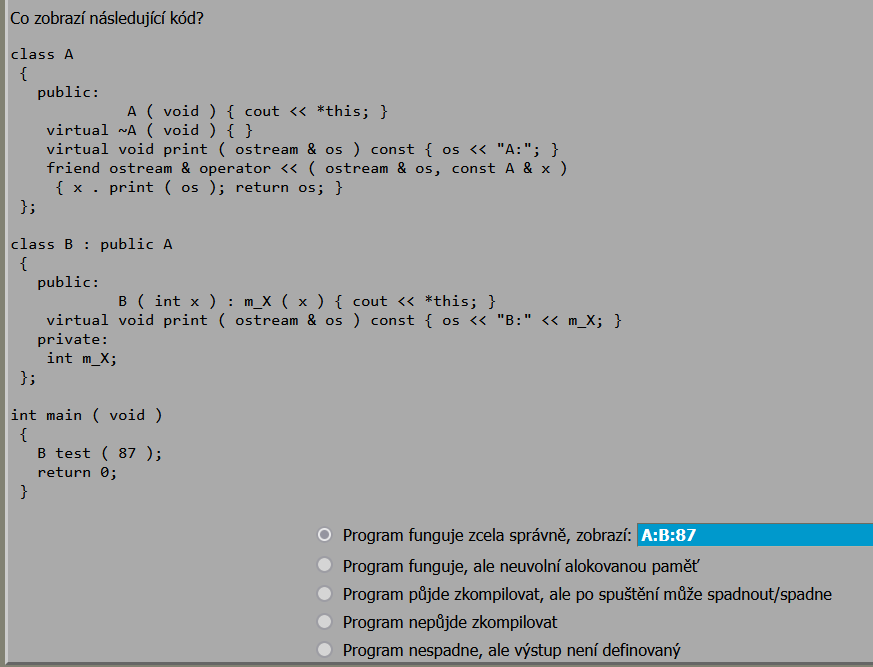 Co zobrazí následující kód?
class A
{
public:
A ( void ) { cout << *this; }
virtual ~A ( void ) { }
virtual void print ( ostream & os ) const { os << "A:"; }
friend ostream & operator << ( ostream & os, const A & x )
{ x . print ( os ); return os; }
};
class B : public A
{
public:
B ( int x ) : m_X ( x ) { cout << *this; }
virtual void print ( ostream & os ) const { os << "B:" << m_X; }
private:
int m_X;
};
int main ( void )
{
B test ( 87 );
return 0;
}
Program funguje zcela správně, zobrazí: A:B:87
Program funguje, ale neuvolní alokovanou paměť
Program půjde zkompilovat, ale po spuštění může spadnout/spadne
Program nepůjde zkompilovat
Program nespadne, ale výstup není definovaný